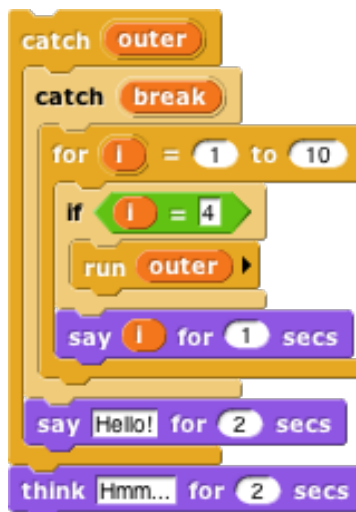 catch outer
catch break
for i = 1 to 10
if i = 4
run outer
say i for 1 secs
say Hello! for 2 secs
think Hmm... for 2 secs